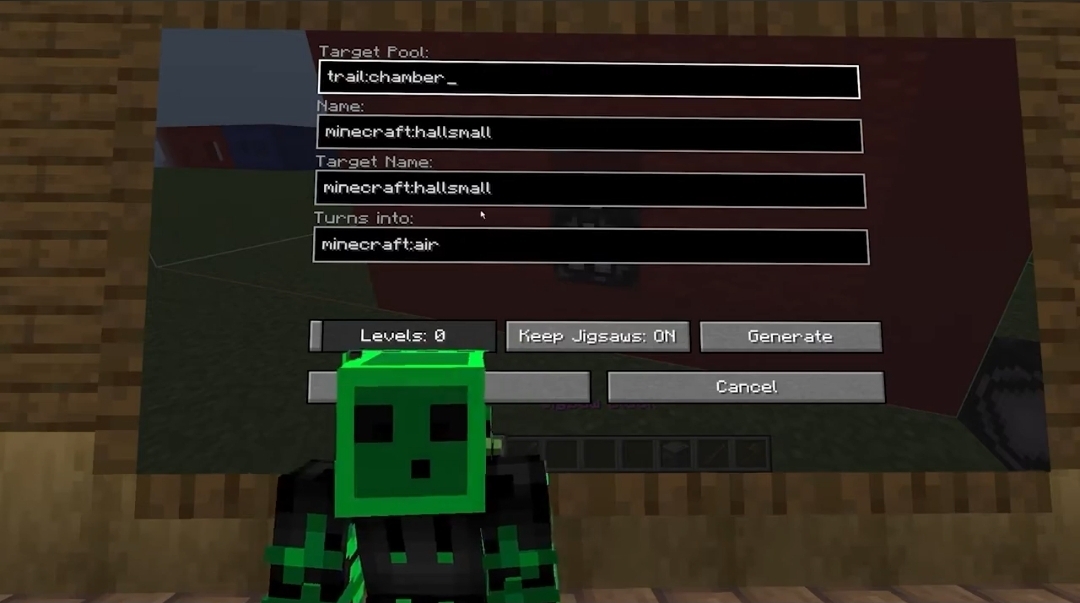 Target Pool:
trail:chamber_
Name:
minecraft:hallsmall
Target Name:
minecraft:hallsmall
Turns into:
minecraft:air
Levels: 0
Keep Jigsaws: ON
Generate
Cancel